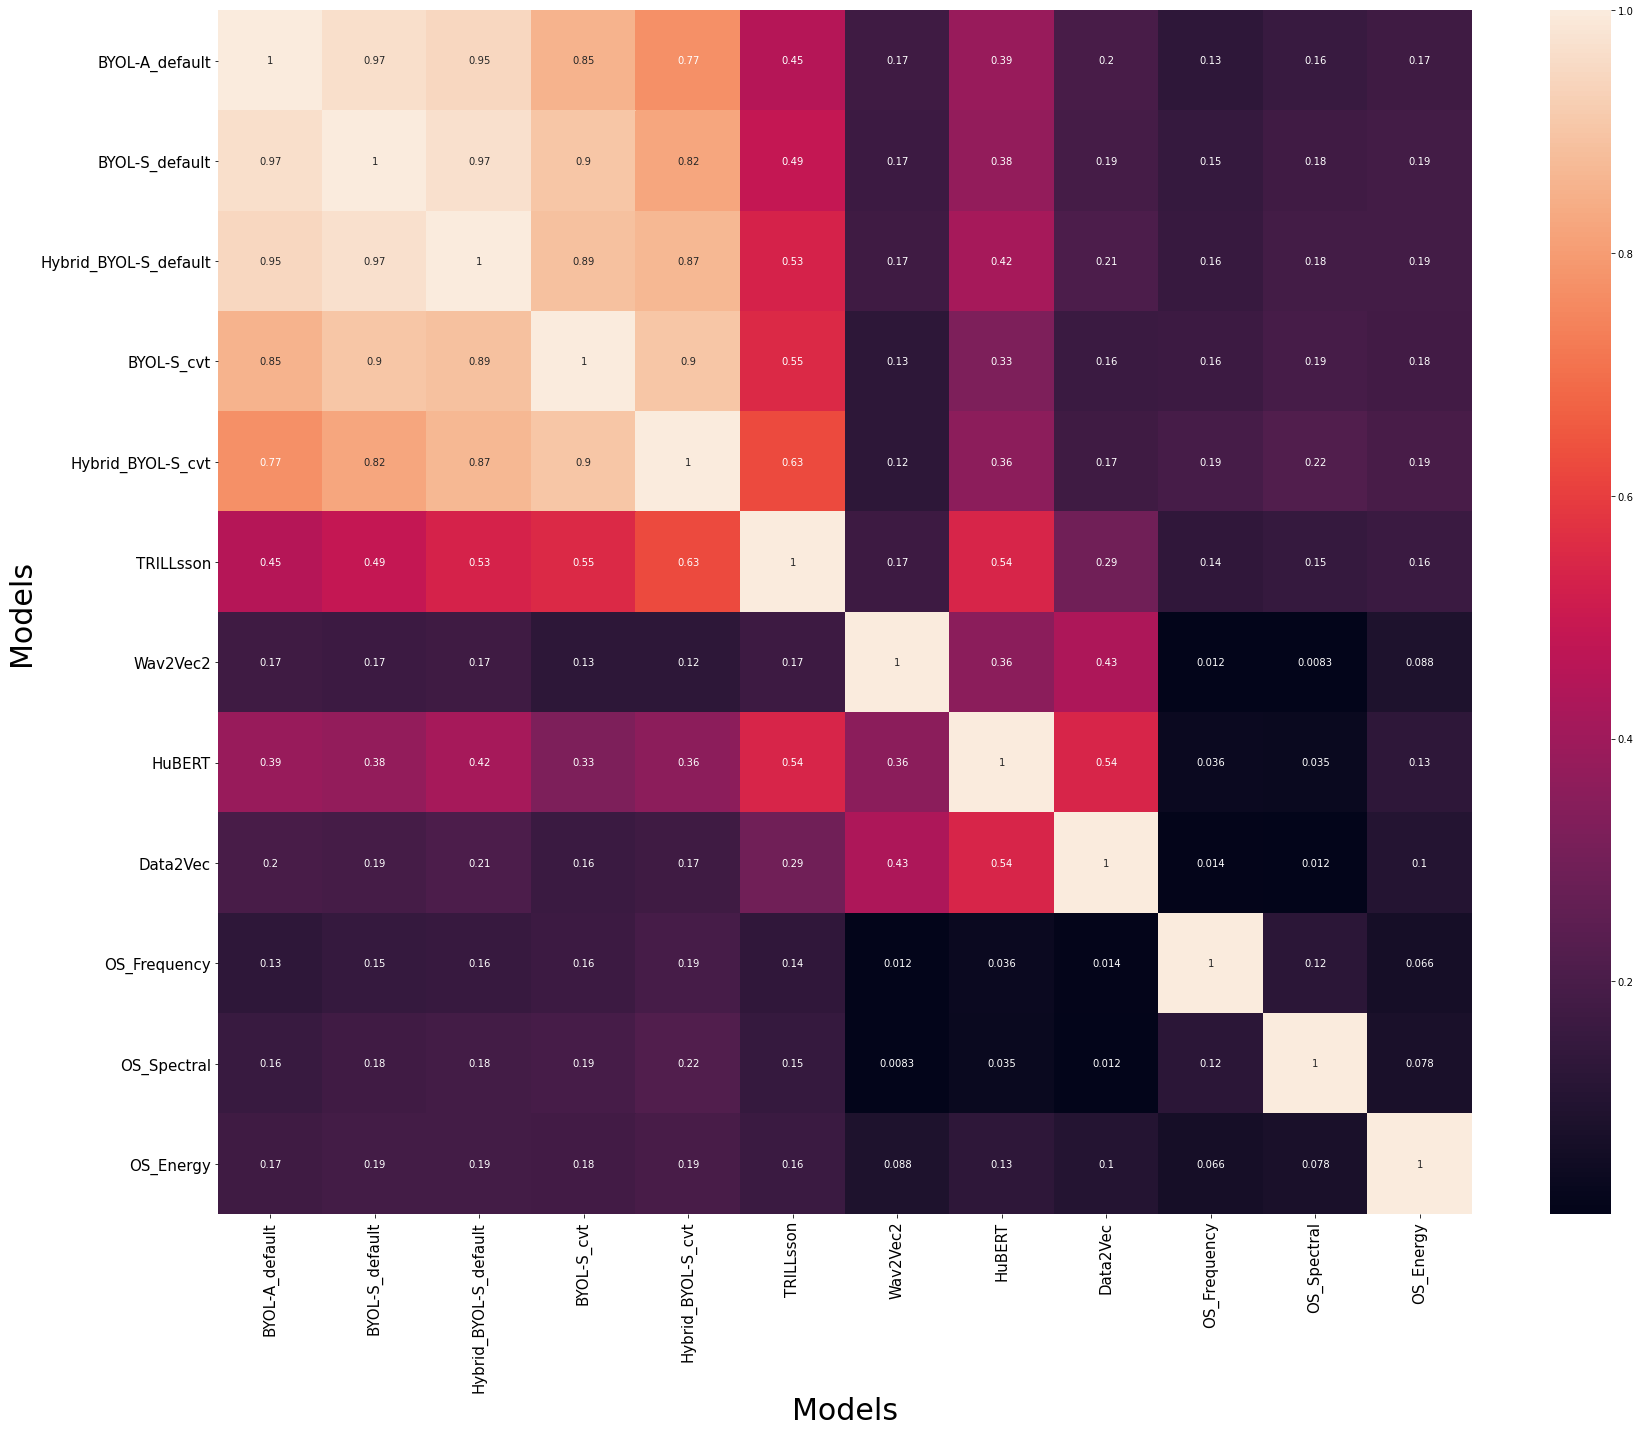 BYOL-A_default 1 0.97 0.95 0.85 0.77 0.45 0.17 0.39 0.2 0.13 0.16 0.17
BYOL-S_default 0.97 1 0.97 0.9 0.82 0.49 0.17 0.38 0.19 0.15 0.18 0.19
Hybrid_BYOL-S_default 0.95 0.97 1 0.89 0.87 0.53 0.17 0.42 0.21 0.16 0.18 0.19
BYOL-S_cvt 0.85 0.9 0.89 1 0.9 0.55 0.13 0.33 0.16 0.16 0.19 0.18
Hybrid_BYOL-S_cvt 0.77 0.82 0.87 0.9 1 0.63 0.12 0.36 0.17 0.19 0.22 0.19
TRILLsson 0.45 0.49 0.53 0.55 0.63 1 0.17 0.54 0.29 0.14 0.15 0.16
Wav2Vec2 0.17 0.17 0.17 0.13 0.12 0.17 1 0.36 0.43 0.012 0.0083 0.088
HuBERT 0.39 0.38 0.42 0.33 0.36 0.54 0.36 1 0.54 0.036 0.035 0.13
Data2Vec 0.2 0.19 0.21 0.16 0.17 0.29 0.43 0.54 1 0.014 0.012 0.1
OS_Frequency 0.13 0.15 0.16 0.16 0.19 0.14 0.012 0.036 0.014 1 0.12 0.066
OS_Spectral 0.16 0.18 0.18 0.19 0.22 0.15 0.0083 0.035 0.012 0.12 1 0.078
OS_Energy 0.17 0.19 0.19 0.18 0.19 0.16 0.088 0.13 0.1 0.066 0.078 1
Models
BYOL-A_default
BYOL-S_default
Hybrid_BYOL-S_default
BYOL-S_cvt
Hybrid_BYOL-S_cvt
TRILLsson
Wav2Vec2
HuBERT
Data2Vec
OS_Frequency
OS_Spectral
OS_Energy
Models
1.0
0.8
0.6
0.4
0.2